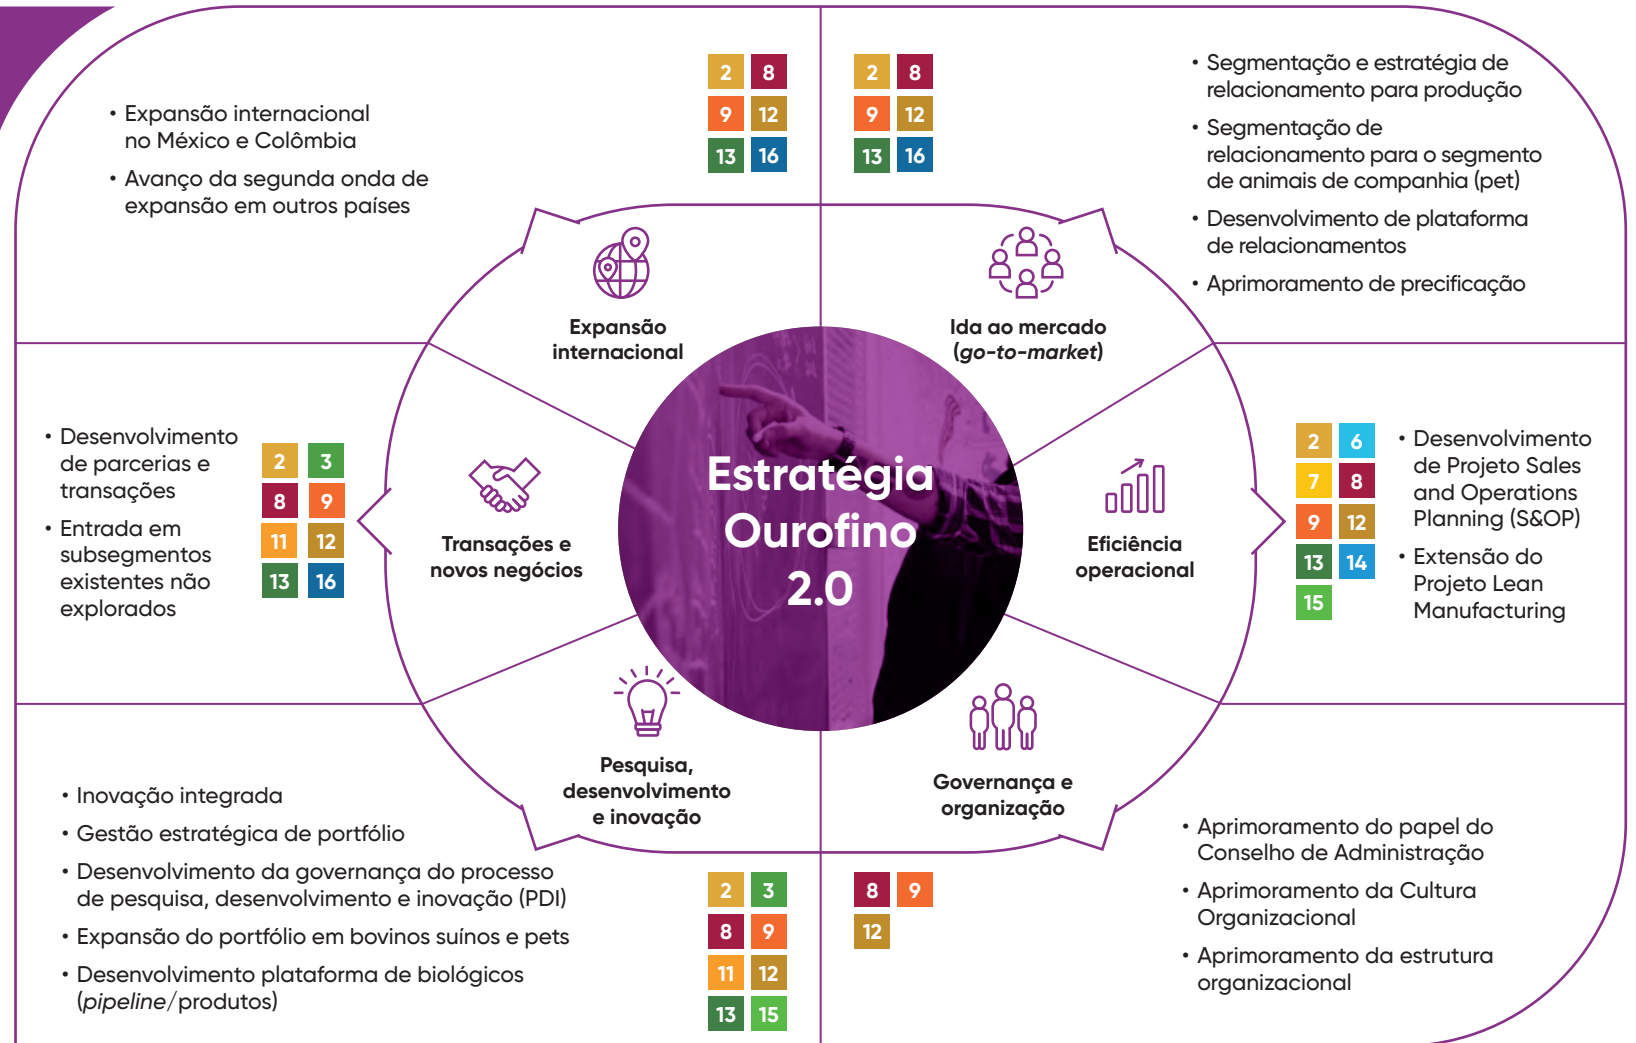 • Expansão internacional
no México e Colômbia
• Avanço da segunda onda de
expansão em outros países
2 8
9 12
13 16
Expansão
internacional
2 8
9 12
13 16
• Segmentação e estratégia de
relacionamento para produção
• Segmentação de
relacionamento para o segmento
de animais de companhia (pet)
• Desenvolvimento de plataforma
de relacionamentos
• Aprimoramento de precificação
Ida ao mercado
(go-to-market)
• Desenvolvimento
de parcerias e
transações
• Entrada em
subsegmentos
existentes não
explorados
2 3
8 9
11 12
13 16
Transações e
novos negócios
Estratégia
Ourofino
2.0
Eficiência
operacional
2 6
7 8
9 12
13 14
15
• Desenvolvimento
de Projeto Sales
and Operations
Planning (S&OP)
• Extensão do
Projeto Lean
Manufacturing
Pesquisa,
desenvolvimento
e inovação
• Inovação integrada
• Gestão estratégica de portfólio
• Desenvolvimento da governança do processo
de pesquisa, desenvolvimento e inovação (PDI)
• Expansão do portfólio em bovinos suínos e pets
• Desenvolvimento plataforma de biológicos
(pipeline/produtos)
2 3
8 9
11 12
13 15
Governança e
organização
8 9
12
• Aprimoramento do papel do
Conselho de Administração
• Aprimoramento da Cultura
Organizacional
• Aprimoramento da estrutura
organizacional